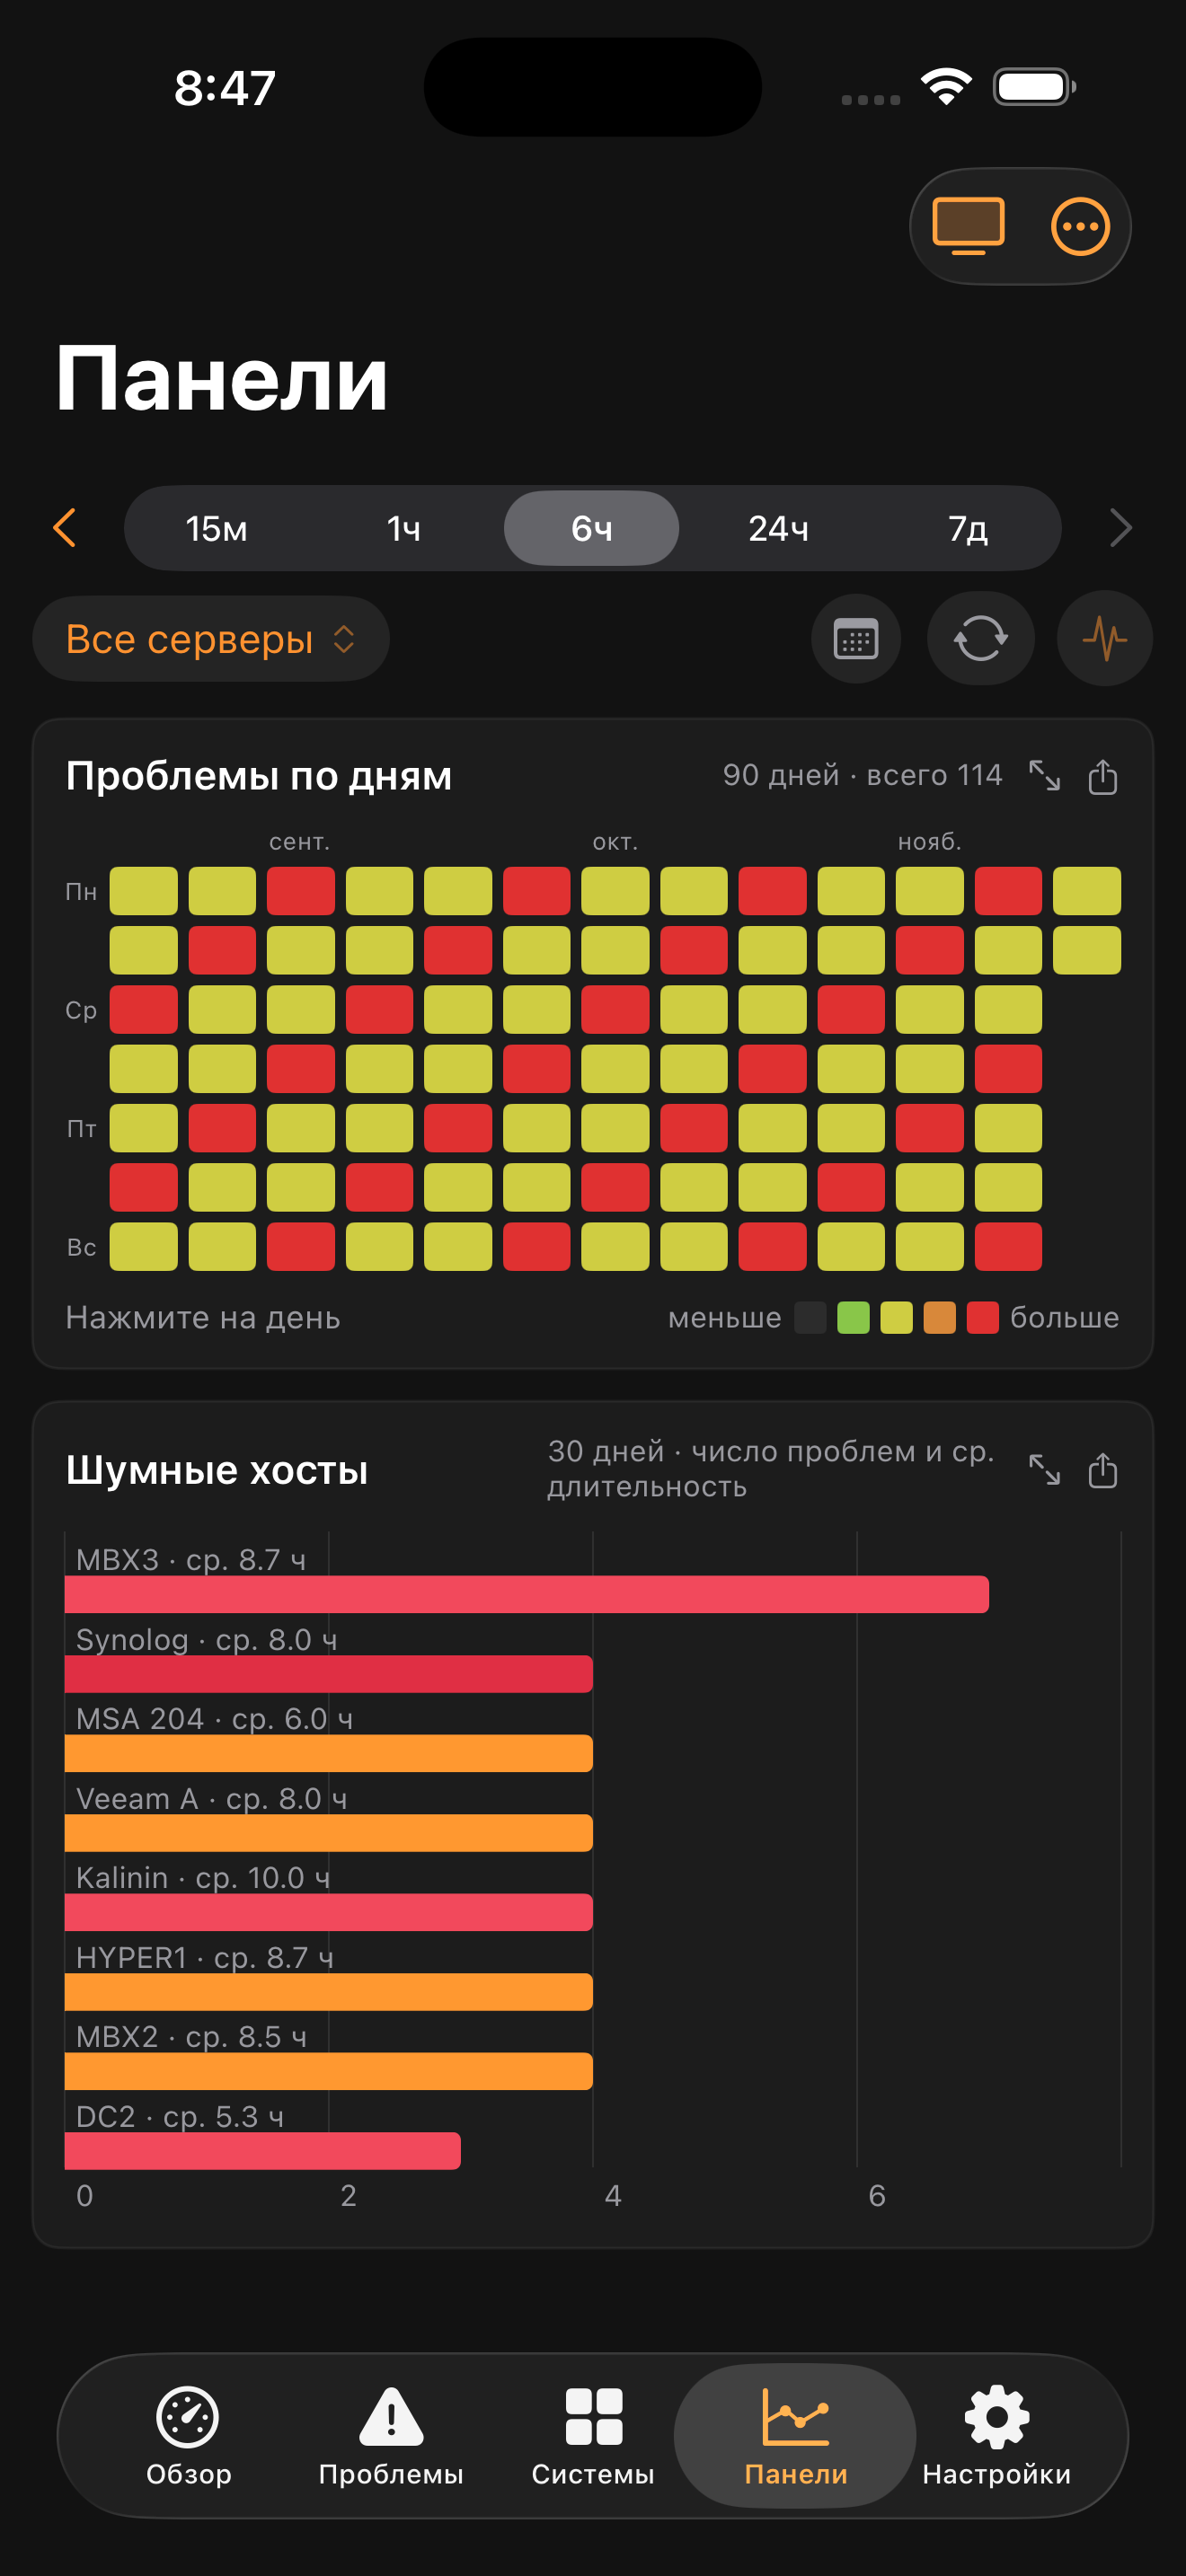 8:47
Панели
15м 1ч 6ч 24ч 7д
Все серверы
Проблемы по дням 90 дней · всего 114
сент. окт. нояб.
Пн
Ср
Пт
Вс
Нажмите на день меньше больше
Шумные хосты 30 дней · число проблем и ср.
длительность
MBX3 · ср. 8.7 ч
Synolog · ср. 8.0 ч
MSA 204 · ср. 6.0 ч
Veeam A · ср. 8.0 ч
Kalinin · ср. 10.0 ч
HYPER1 · ср. 8.7 ч
MBX2 · ср. 8.5 ч
DC2 · ср. 5.3 ч
0 2 4 6
Обзор Проблемы Системы Панели Настройки